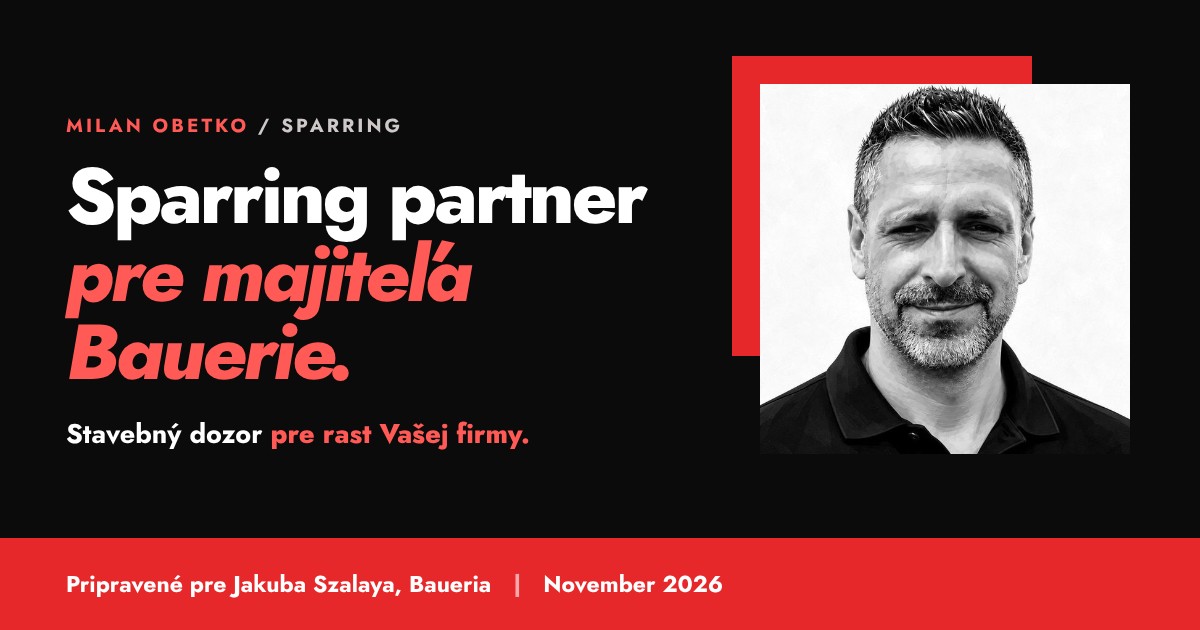 MILAN OBETKO / SPARRING
Sparring partner
pre majiteľa
Bauerie.
Stavebný dozor pre rast Vašej firmy.
Pripravené pre Jakuba Szalaya, Baueria | November 2026